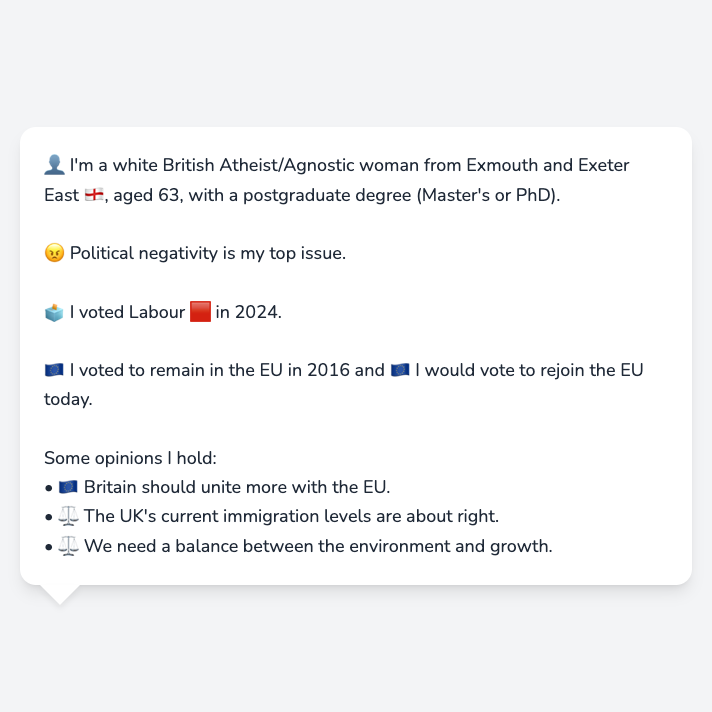 👤 I'm a white British Atheist/Agnostic woman from Exmouth and Exeter
East 🏴󠁧󠁢󠁥󠁮󠁧󠁿, aged 63, with a postgraduate degree (Master's or PhD).
😠 Political negativity is my top issue.
🗳️ I voted Labour 🟥 in 2024.
🇪🇺 I voted to remain in the EU in 2016 and 🇪🇺 I would vote to rejoin the EU
today.
Some opinions I hold:
• 🇪🇺 Britain should unite more with the EU.
• ⚖️ The UK's current immigration levels are about right.
• ⚖️ We need a balance between the environment and growth.